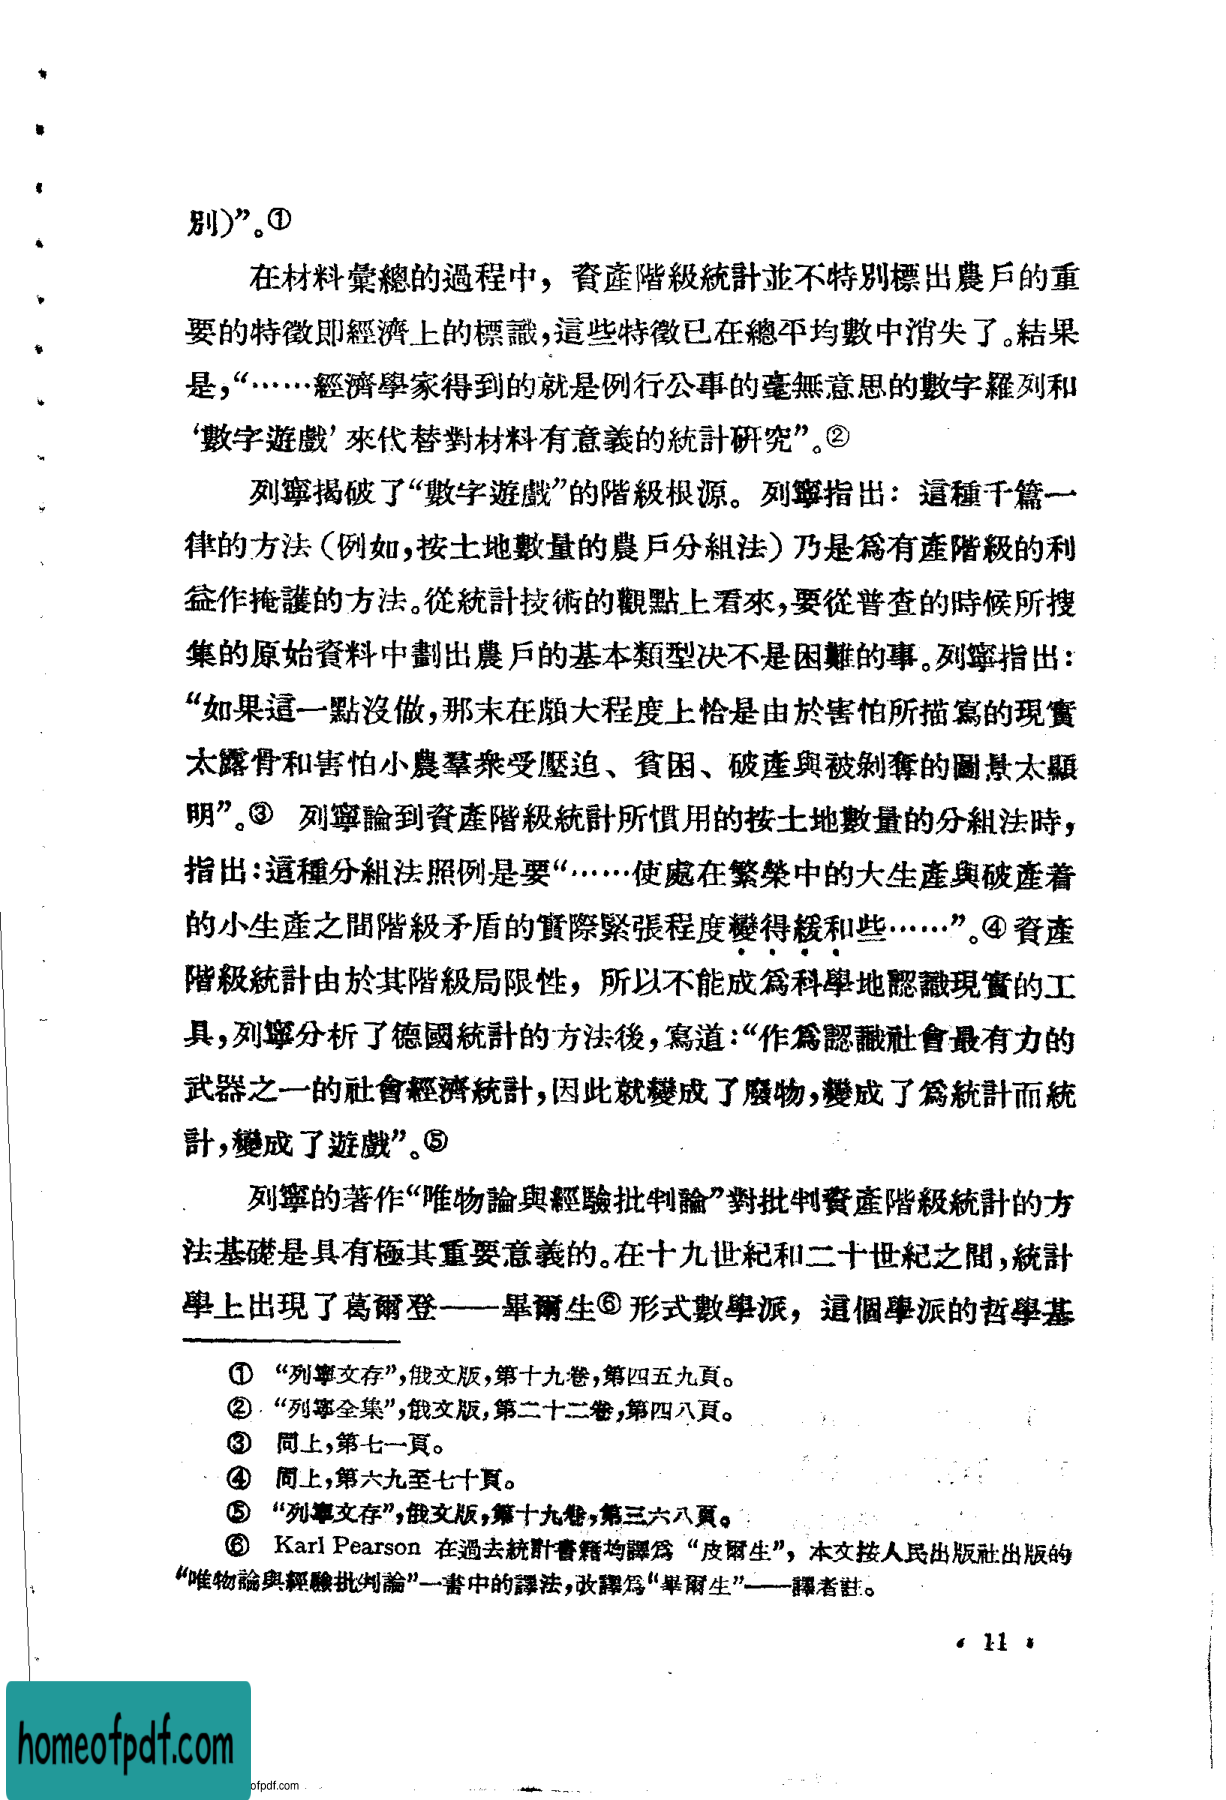 別)”。①
在材料彙總的過程中，資產階級統計並不特別標出農戶的重
要的特徵即經濟上的標識，這些特徵已在總平均數中消失了。結果
是，“……經濟學家得到的就是例行公事的毫無意思的數字羅列和
‘數字遊戲’來代替對材料有意義的統計研究”。②
列寧揭破了“數字遊戲”的階級根源。列寧指出：這種千篇一
律的方法（例如，按土地數量的農戶分組法）乃是爲有產階級的利
益作掩護的方法。從統計技術的觀點上看來，要從普查的時候所搜
集的原始資料中劃出農戶的基本類型决不是困難的事。列寧指出：
“如果這一點沒做，那末在頗大程度上恰是由於害怕所描寫的現實
太露骨和害怕小農羣衆受壓迫、貧困、破產與被剝奪的圖景太顯
明”。③ 列寧論到資產階級統計所慣用的按土地數量的分組法時，
指出：這種分組法照例是要“……使處在繁榮中的大生產與破產着
的小生產之間階級矛盾的實際緊張程度變得緩和些……”。④資產
階級統計由於其階級局限性，所以不能成爲科學地認識現實的工
具，列寧分析了德國統計的方法後，寫道：“作爲認識社會最有力的
武器之一的社會經濟統計，因此就變成了廢物，變成了爲統計而統
計，變成了遊戲”。⑤
列寧的著作“唯物論與經驗批判論”對批判資產階級統計的方
法基礎是具有極其重要意義的。在十九世紀和二十世紀之間，統計
學上出現了葛爾登——畢爾生⑥形式數學派，這個學派的哲學基
① “列寧文存”，俄文版，第十九卷，第四五九頁。
② “列寧全集”，俄文版，第二十二卷，第四八頁。
③ 同上，第七一頁。
④ 同上，第六九至七十頁。
⑤ “列寧文存”，俄文版，第十九卷，第三六八頁。
⑥ Karl Pearson 在過去統計書籍均譯爲“皮爾生”，本文按人民出版社出版的
“唯物論與經驗批判論”一書中的譯法，改譯爲“畢爾生”——譯者註。
· 11 ·
homeofpdf.com
ofpdf.com